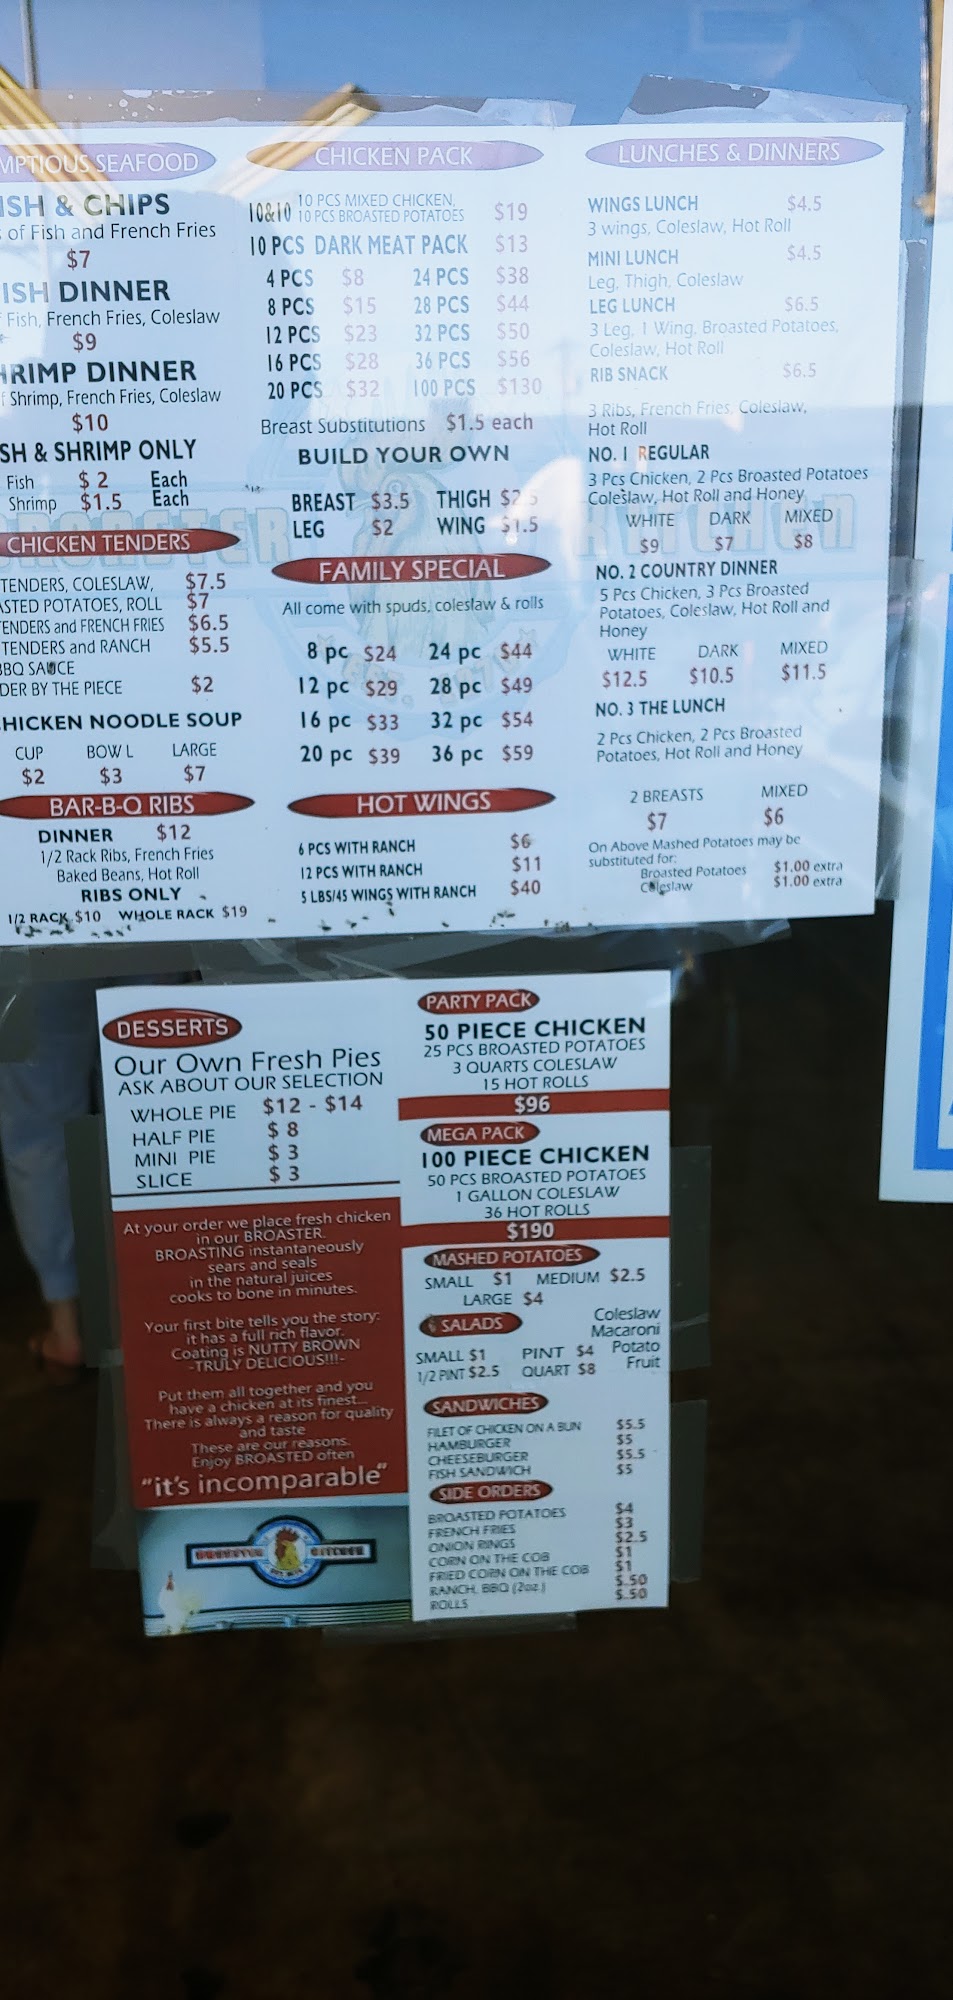 MPTIOUS SEAFOOD
ISH & CHIPS
of Fish and French Fries
$7
ISH DINNER
Fish, French Fries, Coleslaw
$9
HRIMP DINNER
f Shrimp, French Fries, Coleslaw
$10
SH & SHRIMP ONLY
Fish $ 2 Each
Shrimp $1.5 Each
CHICKEN TENDERS
TENDERS, COLESLAW, $7.5
ASTED POTATOES, ROLL $7
TENDERS and FRENCH FRIES $6.5
TENDERS and RANCH $5.5
BBQ SAUCE
DER BY THE PIECE $2
CHICKEN NOODLE SOUP
CUP BOWL LARGE
$2 $3 $7
BAR-B-Q RIBS
DINNER $12
1/2 Rack Ribs, French Fries
Baked Beans, Hot Roll
RIBS ONLY
1/2 RACK $10 WHOLE RACK $19
CHICKEN PACK
10&10 10 PCS MIXED CHICKEN, 10 PCS BROASTED POTATOES $19
10 PCS DARK MEAT PACK $13
4 PCS $8 24 PCS $38
8 PCS $15 28 PCS $44
12 PCS $23 32 PCS $50
16 PCS $28 36 PCS $56
20 PCS $32 100 PCS $130
Breast Substitutions $1.5 each
BUILD YOUR OWN
BREAST $3.5 THIGH $2.5
LEG $2 WING $1.5
FAMILY SPECIAL
All come with spuds, coleslaw & rolls
8 pc $24 24 pc $44
12 pc $29 28 pc $49
16 pc $33 32 pc $54
20 pc $39 36 pc $59
HOT WINGS
6 PCS WITH RANCH $6
12 PCS WITH RANCH $11
5 LBS/45 WINGS WITH RANCH $40
LUNCHES & DINNERS
WINGS LUNCH $4.5
3 wings, Coleslaw, Hot Roll
MINI LUNCH $4.5
Leg, Thigh, Coleslaw
LEG LUNCH $6.5
3 Leg, 1 Wing, Broasted Potatoes,
Coleslaw, Hot Roll
RIB SNACK $6.5
3 Ribs, French Fries, Coleslaw,
Hot Roll
NO. 1 REGULAR
3 Pcs Chicken, 2 Pcs Broasted Potatoes
Coleslaw, Hot Roll and Honey
WHITE DARK MIXED
$9 $7 $8
NO. 2 COUNTRY DINNER
5 Pcs Chicken, 3 Pcs Broasted
Potatoes, Coleslaw, Hot Roll and
Honey
WHITE DARK MIXED
$12.5 $10.5 $11.5
NO. 3 THE LUNCH
2 Pcs Chicken, 2 Pcs Broasted
Potatoes, Hot Roll and Honey
2 BREASTS MIXED
$7 $6
On Above Mashed Potatoes may be
substituted for:
Broasted Potatoes $1.00 extra
Coleslaw $1.00 extra
BROASTER KITCHEN
DESSERTS
Our Own Fresh Pies
ASK ABOUT OUR SELECTION
WHOLE PIE $12 - $14
HALF PIE $ 8
MINI PIE $ 3
SLICE $ 3
At your order we place fresh chicken
in our BROASTER.
BROASTING instantaneously
sears and seals
in the natural juices
cooks to bone in minutes.
Your first bite tells you the story:
it has a full rich flavor.
Coating is NUTTY BROWN
-TRULY DELICIOUS!!!-
Put them all together and you
have a chicken at its finest...
There is always a reason for quality
and taste
These are our reasons.
Enjoy BROASTED often
"it's incomparable"
BROASTER KITCHEN
PARTY PACK
50 PIECE CHICKEN
25 PCS BROASTED POTATOES
3 QUARTS COLESLAW
15 HOT ROLLS
$96
MEGA PACK
100 PIECE CHICKEN
50 PCS BROASTED POTATOES
1 GALLON COLESLAW
36 HOT ROLLS
$190
MASHED POTATOES
SMALL $1 MEDIUM $2.5
LARGE $4
SALADS
Coleslaw
Macaroni
Potato
Fruit
SMALL $1 PINT $4
1/2 PINT $2.5 QUART $8
SANDWICHES
FILET OF CHICKEN ON A BUN $5.5
HAMBURGER $5
CHEESEBURGER $5.5
FISH SANDWICH $5
SIDE ORDERS
BROASTED POTATOES $4
FRENCH FRIES $3
ONION RINGS $2.5
CORN ON THE COB $1
FRIED CORN ON THE COB $1
RANCH, BBQ (2oz.) $.50
ROLLS $.50